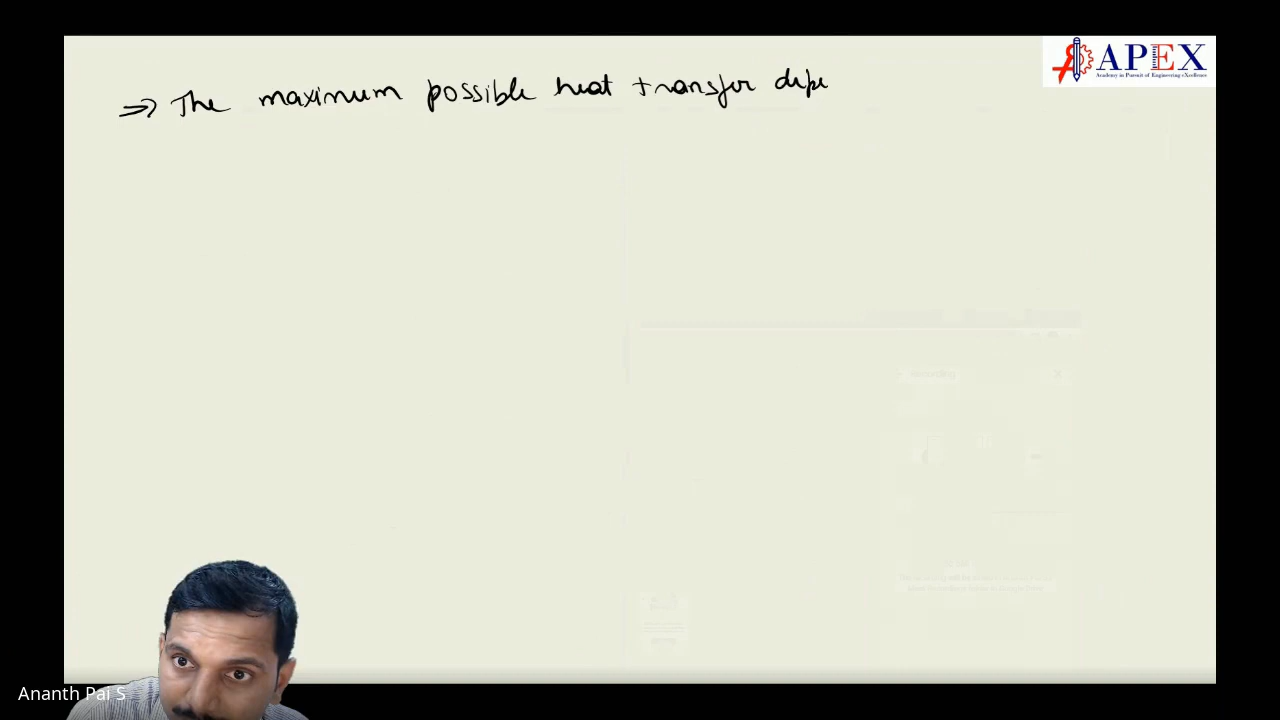 ⇒ The maximum possible heat transfer depe
APEX
Academy in Pursuit of Engineering eXcellence
Ananth Pai S